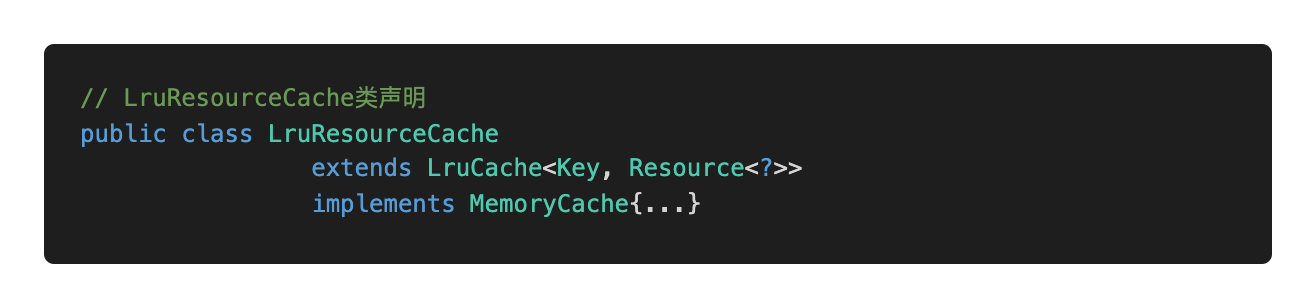 // LruResourceCache类声明
public class LruResourceCache
extends LruCache<Key, Resource<?>>
implements MemoryCache{...}